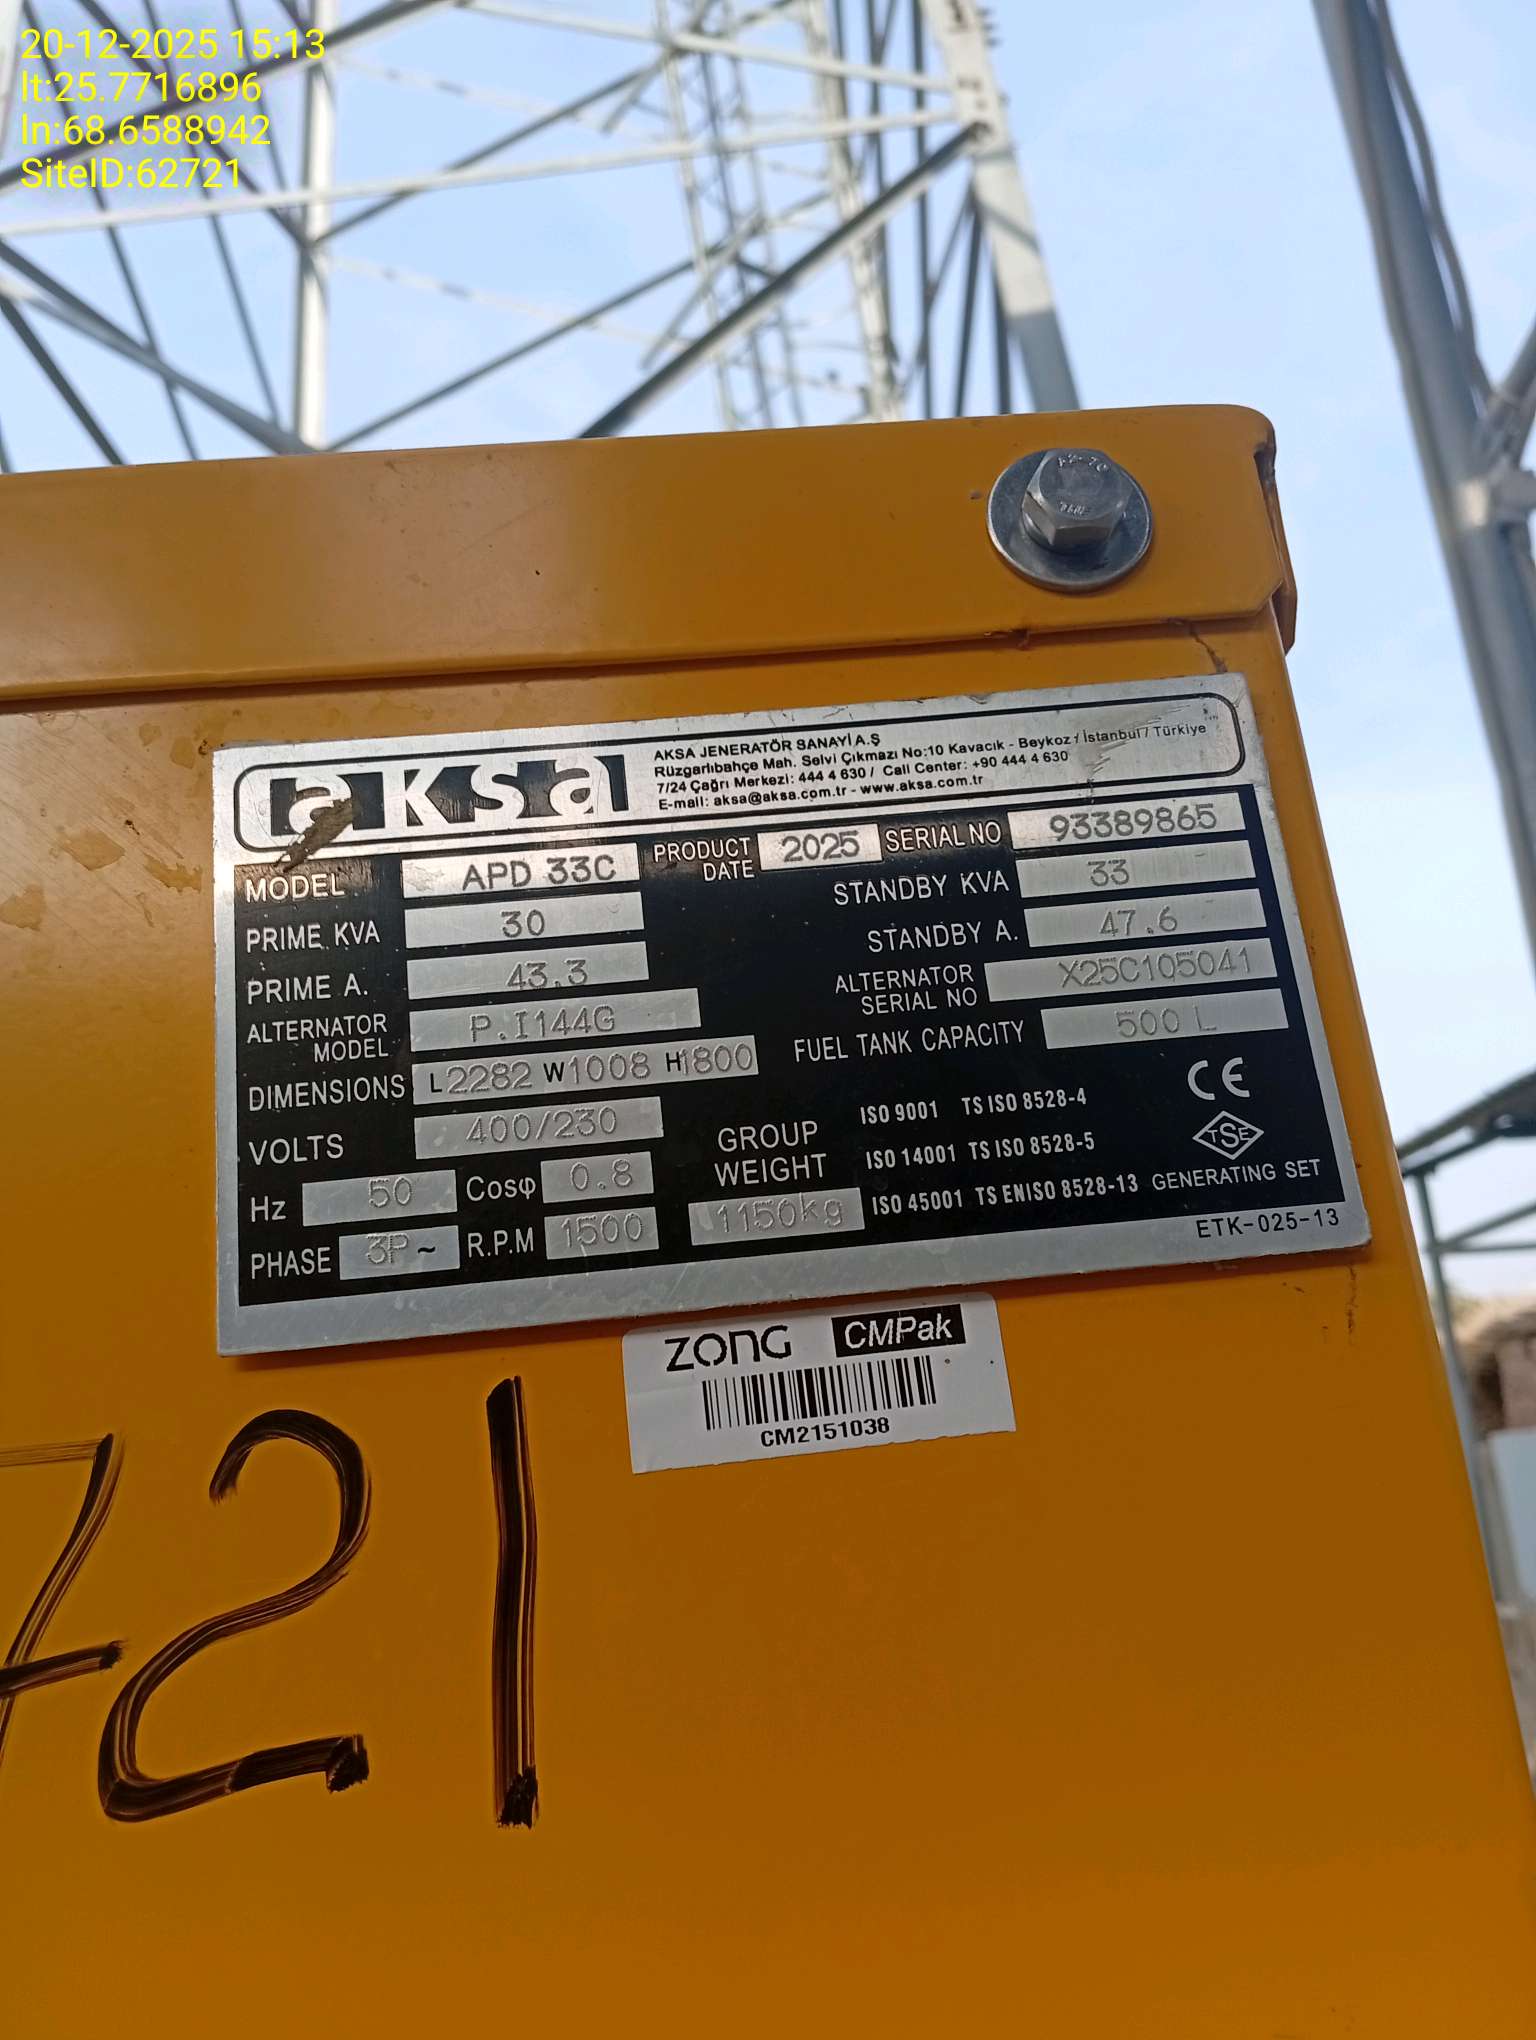 20-12-2025 15:13
lt:25.7716896
ln:68.6588942
SiteID:62721
aksa
AKSA JENERATÖR SANAYİ A.Ş
Rüzgarlıbahçe Mah. Selvi Çıkmazı No:10 Kavacık - Beykoz / İstanbul / Türkiye
7/24 Çağrı Merkezi: 444 4 630 / Call Center: +90 444 4 630
E-mail: aksa@aksa.com.tr - www.aksa.com.tr
MODEL APD 33C PRODUCT DATE 2025 SERIAL NO 93389865
PRIME KVA 30 STANDBY KVA 33
PRIME A. 43.3 STANDBY A. 47.6
ALTERNATOR MODEL P.I144G ALTERNATOR SERIAL NO X25C105041
DIMENSIONS L2282 W1008 H1800 FUEL TANK CAPACITY 500 L
VOLTS 400/230
Hz 50 Cosφ 0.8
PHASE 3P~ R.P.M 1500
GROUP WEIGHT 1150kg
ISO 9001 TS ISO 8528-4
ISO 14001 TS ISO 8528-5
ISO 45001 TS EN ISO 8528-13
CE
TSE
GENERATING SET
ETK-025-13
ZONG CMPak
CM2151038
721